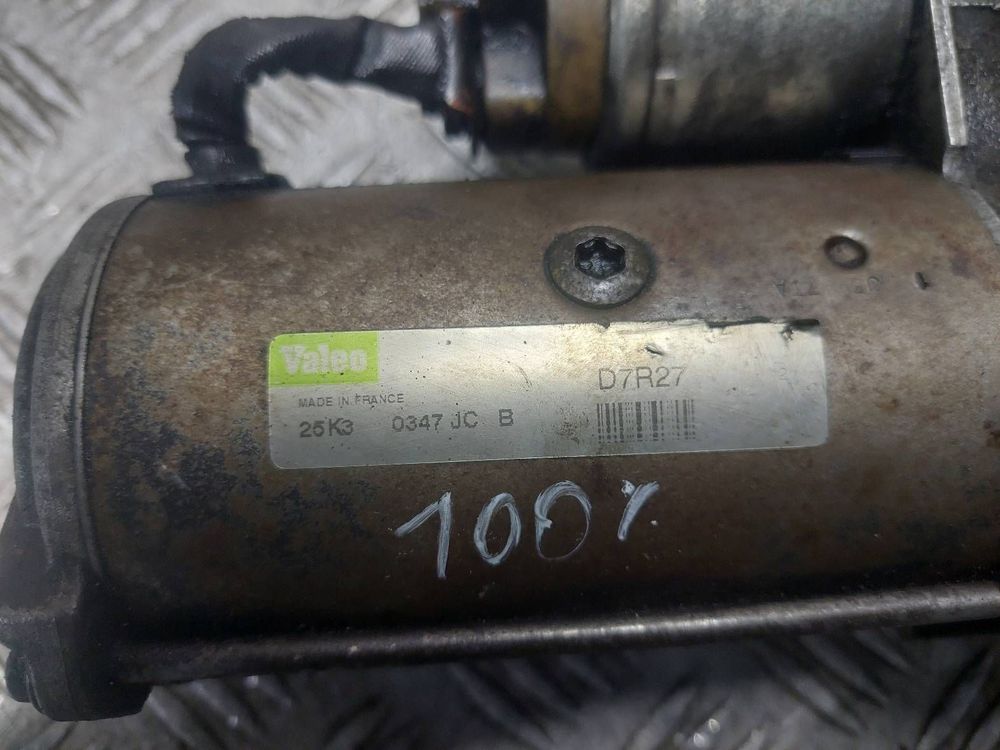 Valeo
D7R27
MADE IN FRANCE
25K3 0347 JC B
100%